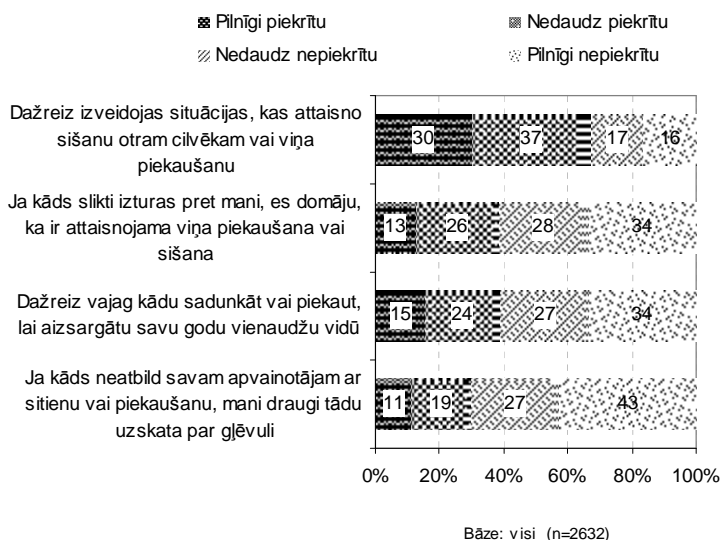 Pilnīgi piekrītu Nedaudz piekrītu
Nedaudz nepiekrītu Pilnīgi nepiekrītu
Dažreiz izveidojas situācijas, kas attaisno
sišanu otram cilvēkam vai viņa
piekaušanu
30 37 17 16
Ja kāds slikti izturas pret mani, es domāju,
ka ir attaisnojama viņa piekaušana vai
sišana
13 26 28 34
Dažreiz vajag kādu sadunkāt vai piekaut,
lai aizsargātu savu godu vienaudžu vidū
15 24 27 34
Ja kāds neatbild savam apvainotājam ar
sitienu vai piekaušanu, mani draugi tādu
uzskata par gļēvuli
11 19 27 43
0% 20% 40% 60% 80% 100%
Bāze: visi (n=2632)